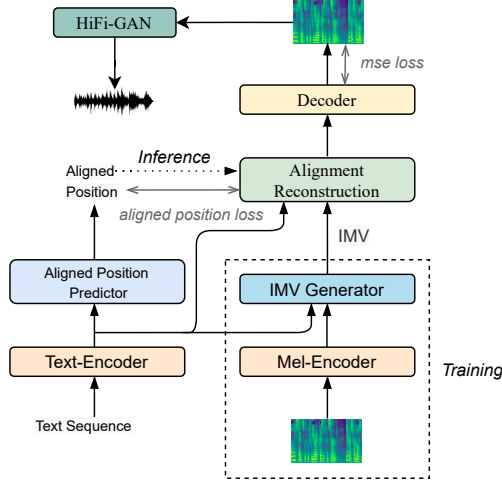 HiFi-GAN
mse loss
Decoder
Aligned
Position
Inference
Alignment
Reconstruction
aligned position loss
IMV
Aligned Position
Predictor
IMV Generator
Text-Encoder
Mel-Encoder
Training
Text Sequence